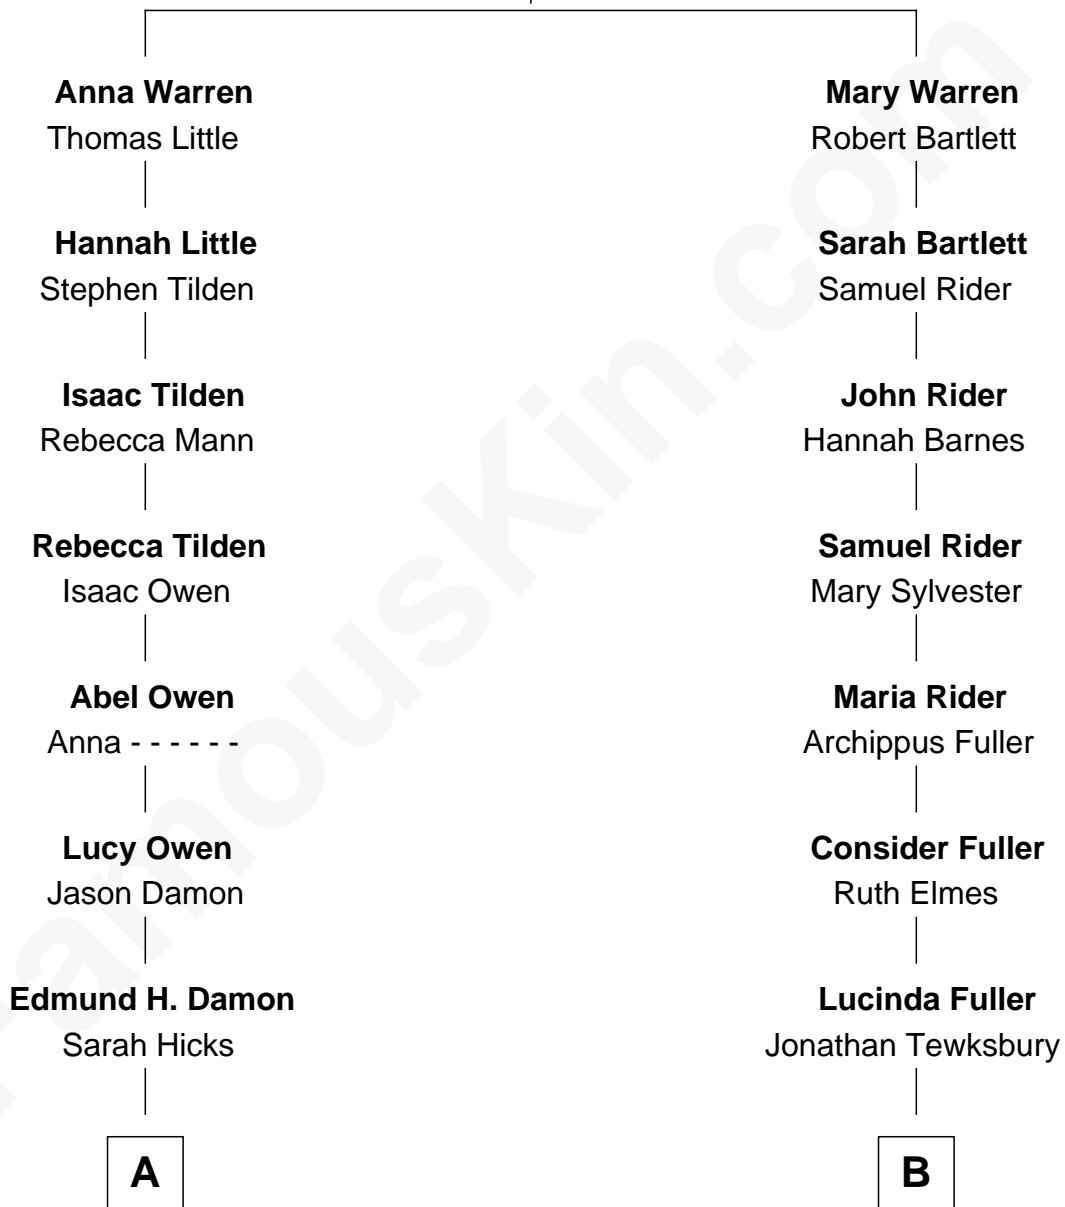 Anna Warren
Thomas Little
Hannah Little
Stephen Tilden
Isaac Tilden
Rebecca Mann
Rebecca Tilden
Isaac Owen
Abel Owen
Anna - - - - - -
Lucy Owen
Jason Damon
Edmund H. Damon
Sarah Hicks
A
Mary Warren
Robert Bartlett
Sarah Bartlett
Samuel Rider
John Rider
Hannah Barnes
Samuel Rider
Mary Sylvester
Maria Rider
Archippus Fuller
Consider Fuller
Ruth Elmes
Lucinda Fuller
Jonathan Tewksbury
B
FamousKin.com